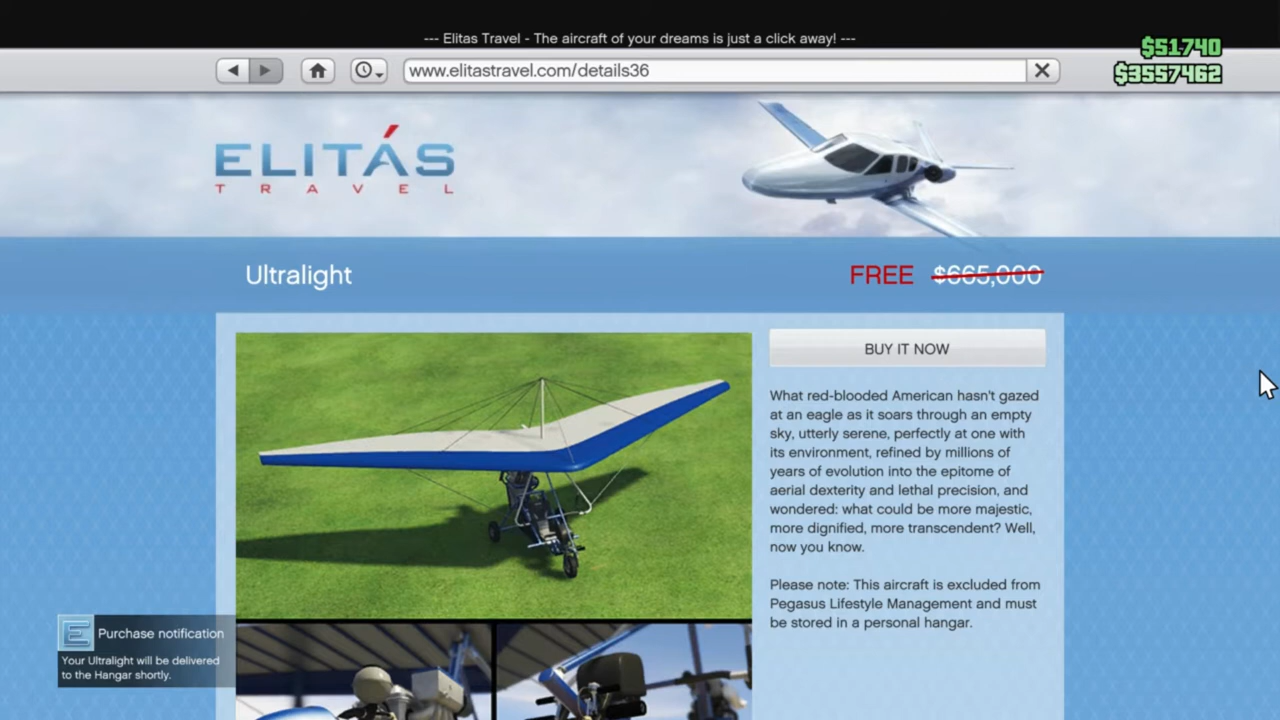 --- Elitas Travel - The aircraft of your dreams is just a click away! ---
$51740
www.elitastravel.com/details36
$3557462
ELITÁS
TRAVEL
Ultralight
FREE $665,000
BUY IT NOW
What red-blooded American hasn't gazed
at an eagle as it soars through an empty
sky, utterly serene, perfectly at one with
its environment, refined by millions of
years of evolution into the epitome of
aerial dexterity and lethal precision, and
wondered: what could be more majestic,
more dignified, more transcendent? Well,
now you know.
Please note: This aircraft is excluded from
Pegasus Lifestyle Management and must
be stored in a personal hangar.
E Purchase notification
Your Ultralight will be delivered
to the Hangar shortly.